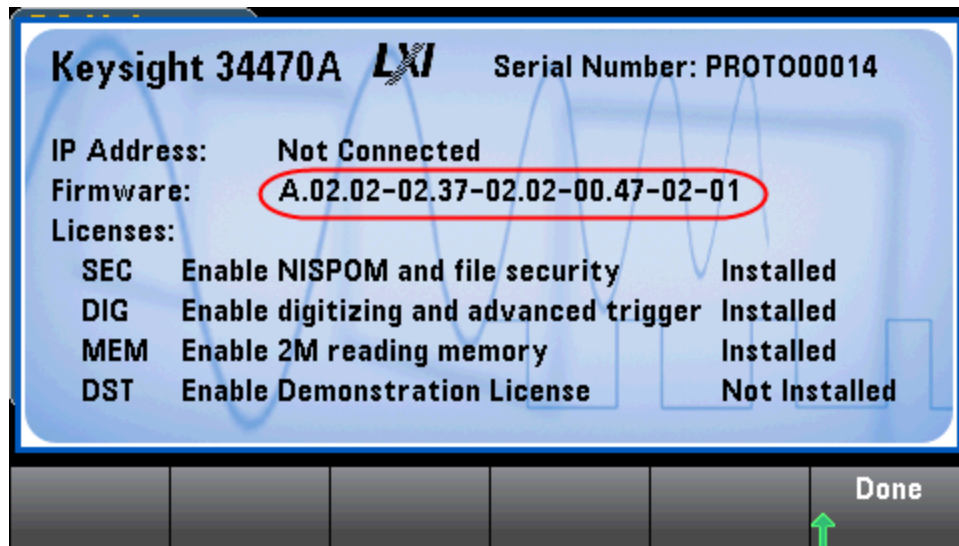 Keysight 34470A LXI Serial Number: PROTO00014
IP Address: Not Connected
Firmware: A.02.02-02.37-02.02-00.47-02-01
Licenses:
SEC Enable NISPOM and file security Installed
DIG Enable digitizing and advanced trigger Installed
MEM Enable 2M reading memory Installed
DST Enable Demonstration License Not Installed
Done